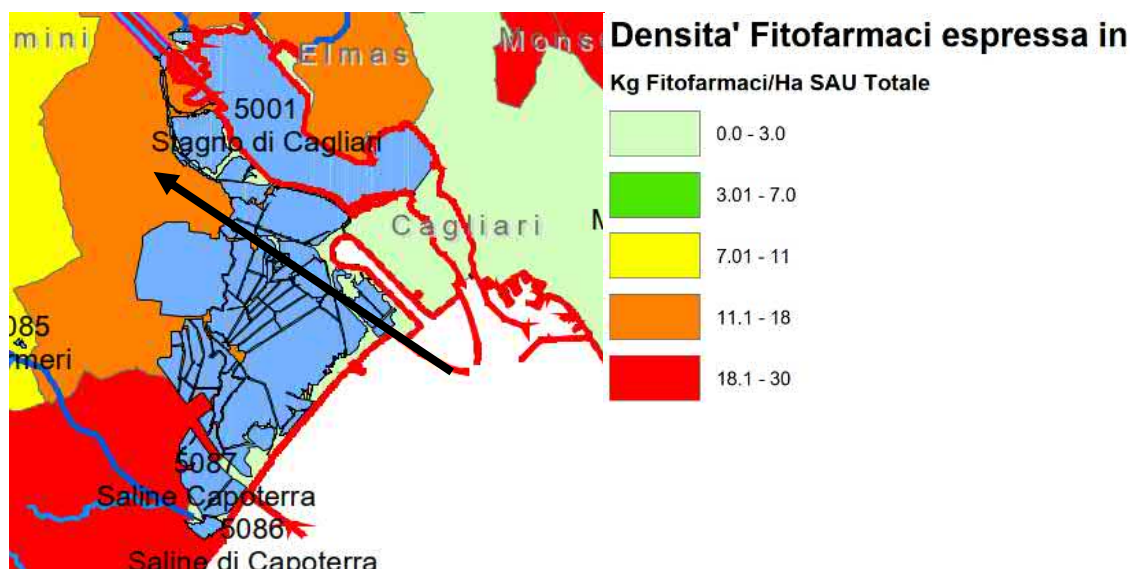 mini
Elmas
Mons
5001
Stagno di Cagliari
Cagliari
M
085
meri
5087
Saline Capoterra
5086
Saline di Capoterra
Densita' Fitofarmaci espressa in
Kg Fitofarmaci/Ha SAU Totale
0.0 - 3.0
3.01 - 7.0
7.01 - 11
11.1 - 18
18.1 - 30